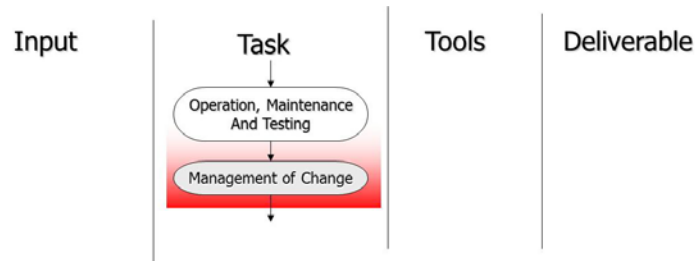 Input
Task
Tools
Deliverable
Operation, Maintenance
And Testing
Management of Change